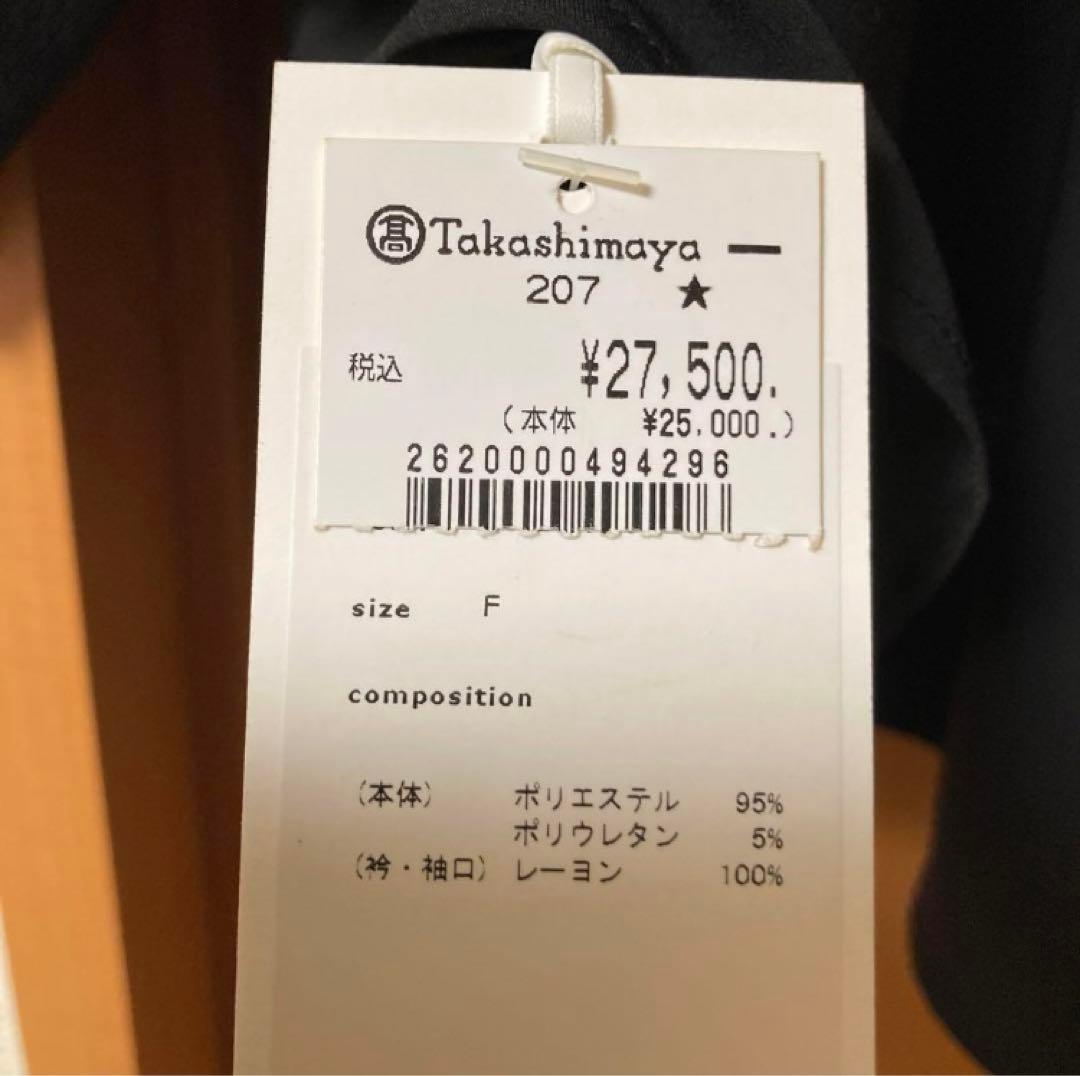 髙 Takashimaya
207 ★
税込 ¥27,500.
(本体 ¥25,000.)
2620000494296
size F
composition
(本体) ポリエステル 95%
ポリウレタン 5%
(衿・袖口) レーヨン 100%